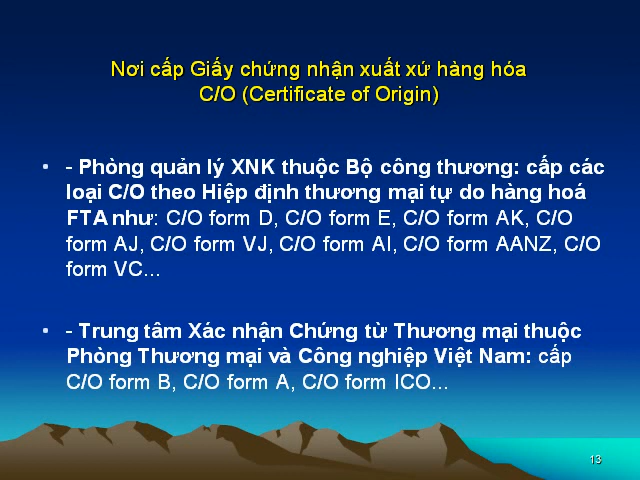 Nơi cấp Giấy chứng nhận xuất xứ hàng hóa
C/O (Certificate of Origin)
• - Phòng quản lý XNK thuộc Bộ công thương: cấp các
loại C/O theo Hiệp định thương mại tự do hàng hoá
FTA như: C/O form D, C/O form E, C/O form AK, C/O
form AJ, C/O form VJ, C/O form AI, C/O form AANZ, C/O
form VC...
• - Trung tâm Xác nhận Chứng từ Thương mại thuộc
Phòng Thương mại và Công nghiệp Việt Nam: cấp
C/O form B, C/O form A, C/O form ICO...
13